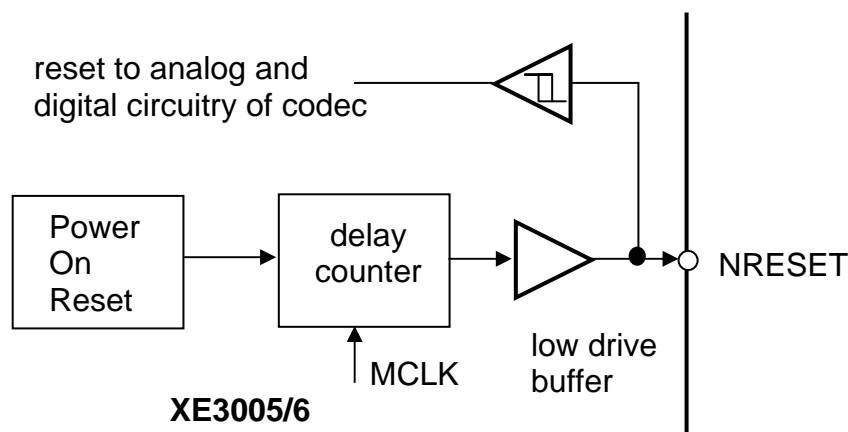 reset to analog and
digital circuitry of codec
Power
On
Reset
delay
counter
NRESET
low drive
buffer
MCLK
XE3005/6